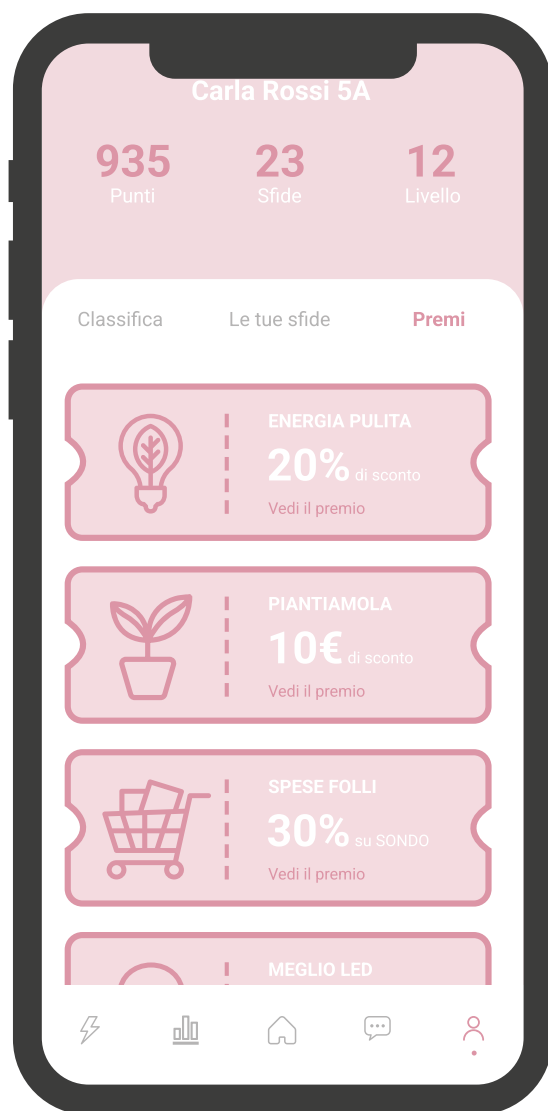 Carla Rossi 5A
935 23 12
Punti Sfide Livello
Classifica Le tue sfide Premi
ENERGIA PULITA
20% di sconto
Vedi il premio
PIANTIAMOLA
10€ di sconto
Vedi il premio
SPESE FOLLI
30% su SONDO
Vedi il premio
MEGLIO LED